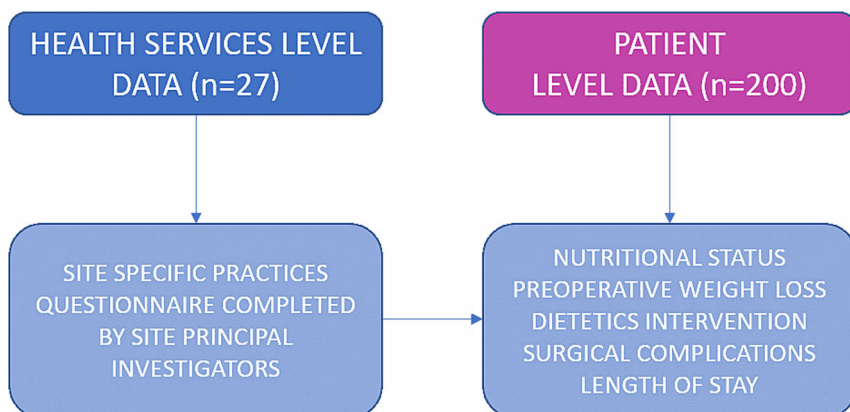 HEALTH SERVICES LEVEL
DATA (n=27)
PATIENT
LEVEL DATA (n=200)
SITE SPECIFIC PRACTICES
QUESTIONNAIRE COMPLETED
BY SITE PRINCIPAL
INVESTIGATORS
NUTRITIONAL STATUS
PREOPERATIVE WEIGHT LOSS
DIETETICS INTERVENTION
SURGICAL COMPLICATIONS
LENGTH OF STAY